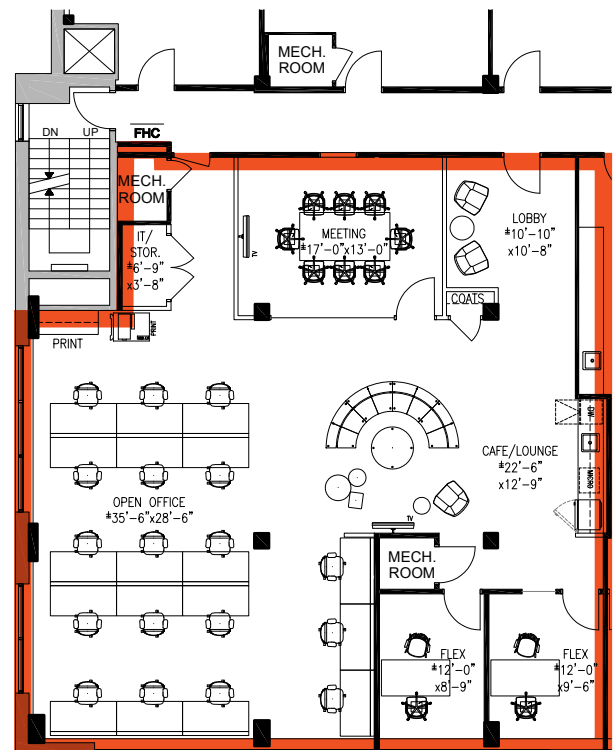 MECH.
ROOM
DN UP
FHC
MECH.
ROOM
IT/
STOR.
±6'-9"
x3'-8"
TV
MEETING
±17'-0"x13'-0"
LOBBY
±10'-10"
x10'-8"
COATS
PRINT
PRINT
DW
CAFE/LOUNGE
±22'-6"
x12'-9"
MICRO
OPEN OFFICE
±35'-6"x28'-6"
TV
MECH.
ROOM
FLEX
±12'-0"
x8'-9"
FLEX
±12'-0"
x9'-6"